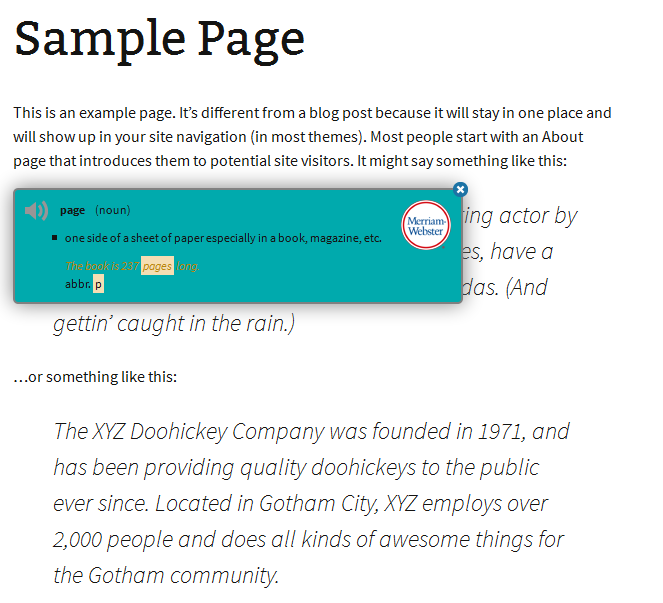 Sample Page
This is an example page. It’s different from a blog post because it will stay in one place and
will show up in your site navigation (in most themes). Most people start with an About
page that introduces them to potential site visitors. It might say something like this:
page (noun)
Merriam-
Webster
one side of a sheet of paper especially in a book, magazine, etc.
The book is 237 pages long.
abbr. p
ing actor by
es, have a
das. (And
gettin’ caught in the rain.)
…or something like this:
The XYZ Doohickey Company was founded in 1971, and
has been providing quality doohickeys to the public
ever since. Located in Gotham City, XYZ employs over
2,000 people and does all kinds of awesome things for
the Gotham community.